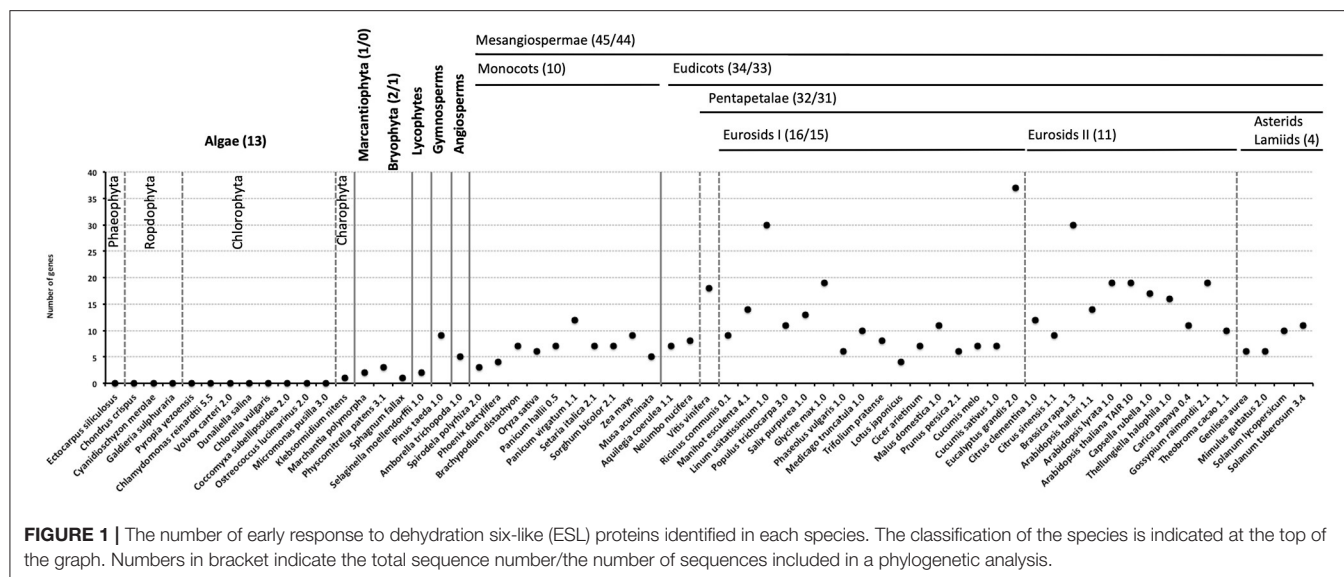 Mesangiospermae (45/44)
Monocots (10)
Eudicots (34/33)
Pentapetalae (32/31)
Eurosids I (16/15)
Eurosids II (11)
Asterids
Lamiids (4)
Algae (13)
Marcantiophyta (1/0)
Bryophyta (2/1)
Lycophytes
Gymnosperms
Angiosperms
Phaeophyta
Ropdophyta
Chlorophyta
Charophyta
Number of genes
40
35
30
25
20
15
10
5
0
Ectocarpus siliculosus
Chondrus crispus
Cyanidioschyzon merolae
Galdieria sulphuraria
Pyropia yezoensis
Chlamydomonas reinardtii 5.5
Volvox carteri 2.0
Dunaliella salina
Chlorella vulgaris
Coccomyxa subellipsoidea 2.0
Ostreococcus lucimarinus 2.0
Micromonas pusilla 3.0
Klebsormidium nitens
Marchantia polymorpha
Physcomitrella patens 3.1
Sphagnum fallax
Selaginella moellendorffii 1.0
Pinus taeda 1.0
Amborella trichopoda 1.0
Spirodela polyrhiza 2.0
Phoenix dactylifera
Brachypodium distachyon
Oryza sativa
Panicum hallii 0.5
Panicum virgatum 1.1
Setaria italica 2.1
Sorghum bicolor 2.1
Zea mays
Musa acuminata
Aquilegia coerulea 1.1
Nelumbo nucifera
Vitis vinifera
Ricinus communis 0.1
Manihot esculenta 4.1
Linum usitatissimum 1.0
Populus trichocarpa 3.0
Salix purpurea 1.0
Glycine max 1.0
Phaseolus vulgaris 1.0
Medicago truncatula 1.0
Trifolium pratense
Lotus japonicus
Cicer arietinum
Malus domestica 1.0
Prunus persica 2.1
Cucumis melo
Cucumis sativus 1.0
Eucalyptus grandis 2.0
Citrus clementina 1.0
Citrus sinensis 1.1
Brassica rapa 1.3
Arabidopsis halleri 1.1
Arabidopsis lyrata 1.0
Arabidopsis thaliana TAIR 10
Capsella rubella 1.0
Thellungiella halophila 1.0
Carica papaya 0.4
Gossypium raimondii 2.1
Theobroma cacao 1.1
Genlisea aurea
Mimulus guttatus 2.0
Solanum lycopersicum
Solanum tuberosum 3.4
FIGURE 1 | The number of early response to dehydration six-like (ESL) proteins identified in each species. The classification of the species is indicated at the top of
the graph. Numbers in bracket indicate the total sequence number/the number of sequences included in a phylogenetic analysis.